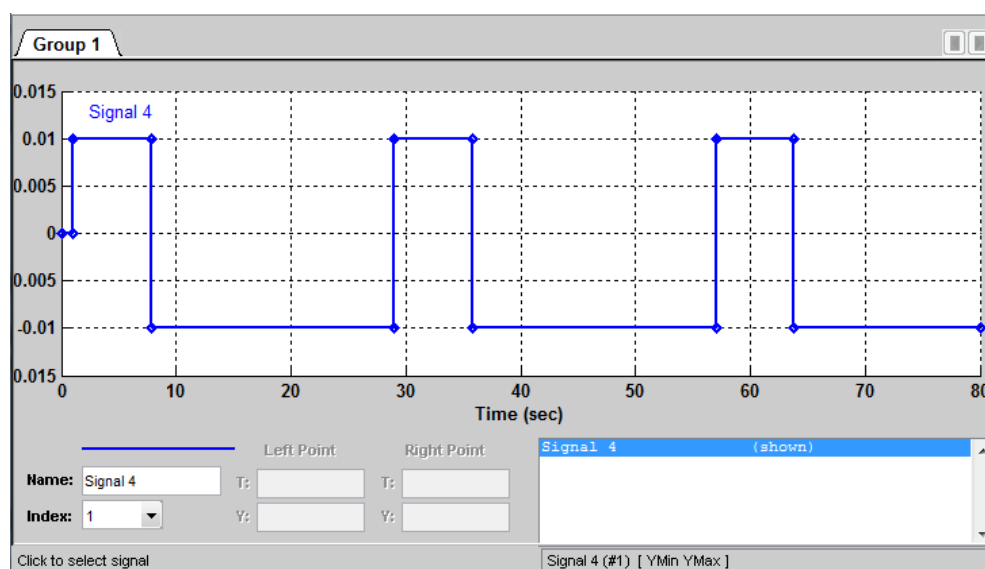 Group 1
0.015
Signal 4
0.01
0.005
0
0.005
-0.01
0.015
0 10 20 30 40 50 60 70 80
Time (sec)
Left Point Right Point
Name: Signal 4 T: T:
Index: 1 Y: Y:
Signal 4 (shown)
Click to select signal
Signal 4 (#1) [ YMin YMax ]